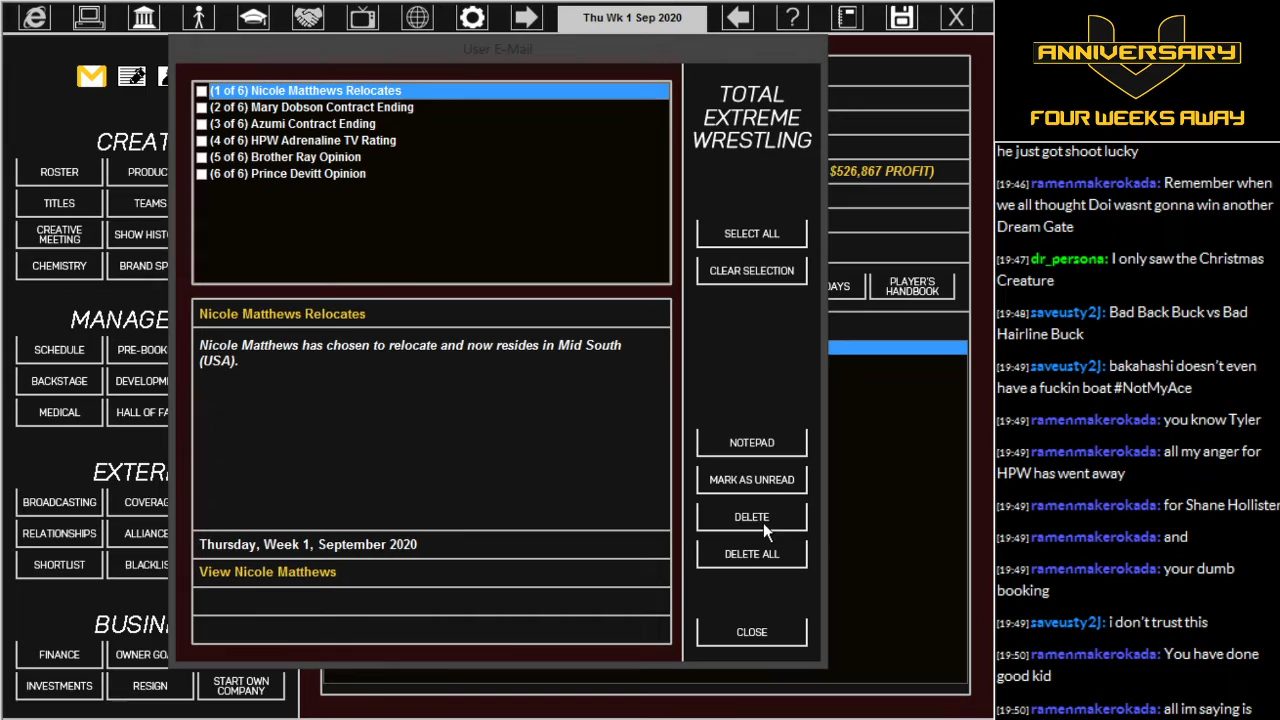 Thu Wk 1 Sep 2020
User E-Mail
(1 of 6) Nicole Matthews Relocates
(2 of 6) Mary Dobson Contract Ending
(3 of 6) Azumi Contract Ending
(4 of 6) HPW Adrenaline TV Rating
(5 of 6) Brother Ray Opinion
(6 of 6) Prince Devitt Opinion
Nicole Matthews Relocates
Nicole Matthews has chosen to relocate and now resides in Mid South
(USA).
Thursday, Week 1, September 2020
View Nicole Matthews
TOTAL
EXTREME
WRESTLING
SELECT ALL
CLEAR SELECTION
NOTEPAD
MARK AS UNREAD
DELETE
DELETE ALL
CLOSE
CREAT
ROSTER
PRODUC
TITLES
TEAMS
CREATIVE
MEETING
SHOW HIST
CHEMISTRY
BRAND SP
MANAG
SCHEDULE
PRE-BOOK
BACKSTAGE
DEVELOPM
MEDICAL
HALL OF FA
EXTER
BROADCASTING
COVERAG
RELATIONSHIPS
ALLIANC
SHORTLIST
BLACKLIS
BUSIN
FINANCE
OWNER GO
INVESTMENTS
RESIGN
START OWN
COMPANY
$526,867 PROFIT)
DAYS
PLAYER'S
HANDBOOK
ANNIVERSARY
FOUR WEEKS AWAY
he just got shoot lucky
[19:46] ramenmakerokada: Remember when
we all thought Doi wasnt gonna win another
Dream Gate
[19:47] dr_persona: I only saw the Christmas
Creature
[19:48] saveusty2j: Bad Back Buck vs Bad
Hairline Buck
[19:49] saveusty2j: bakahashi doesn't even
have a fuckin boat #NotMyAce
[19:49] ramenmakerokada: you know Tyler
[19:49] ramenmakerokada: all my anger for
HPW has went away
[19:49] ramenmakerokada: for Shane Hollister
[19:49] ramenmakerokada: and
[19:49] ramenmakerokada: your dumb
booking
[19:49] saveusty2j: i don't trust this
[19:50] ramenmakerokada: You have done
good kid
[19:50] ramenmakerokada: all im saying is